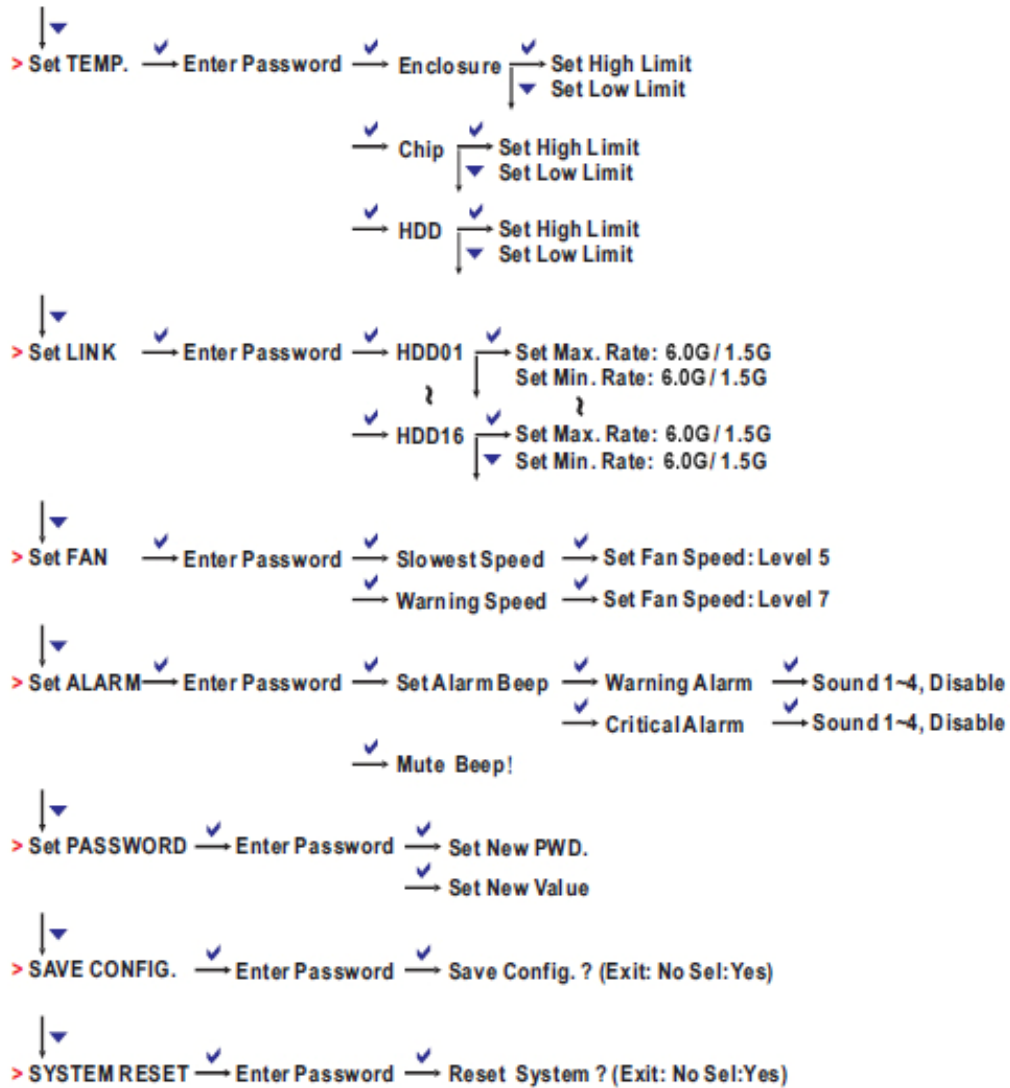 > Set TEMP. Enter Password Enclosure Set High Limit
Set Low Limit
Chip Set High Limit
Set Low Limit
HDD Set High Limit
Set Low Limit
> Set LINK Enter Password HDD01 Set Max. Rate: 6.0G / 1.5G
Set Min. Rate: 6.0G / 1.5G
~ ~
HDD16 Set Max. Rate: 6.0G / 1.5G
Set Min. Rate: 6.0G / 1.5G
> Set FAN Enter Password Slowest Speed Set Fan Speed: Level 5
Warning Speed Set Fan Speed: Level 7
> Set ALARM Enter Password Set Alarm Beep Warning Alarm Sound 1~4, Disable
Critical Alarm Sound 1~4, Disable
Mute Beep!
> Set PASSWORD Enter Password Set New PWD.
Set New Value
> SAVE CONFIG. Enter Password Save Config. ? (Exit: No Sel:Yes)
> SYSTEM RESET Enter Password Reset System ? (Exit: No Sel:Yes)